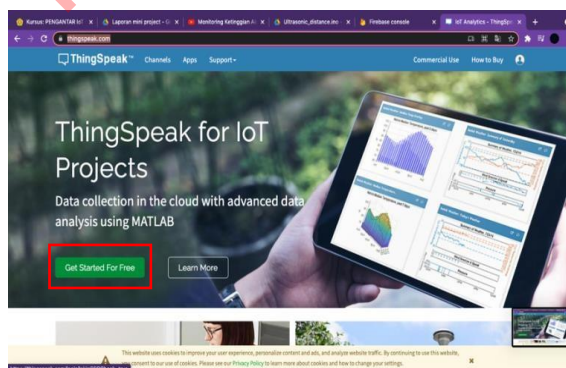 Kursus: PENGANTAR IoT
Laporan mini project - G
Monitoring Ketinggian Ai
Ultrasonic_distance.ino
Firebase console
IoT Analytics - ThingSpe
thingspeak.com
ThingSpeak™ Channels Apps Support Commercial Use How to Buy
ThingSpeak for IoT
Projects
Data collection in the cloud with advanced data
analysis using MATLAB
Get Started For Free Learn More
This website uses cookies to improve your user experience, personalize content and ads, and analyze website traffic. By continuing to use this website,
you consent to our use of cookies. Please see our Privacy Policy to learn more about cookies and how to change your settings.